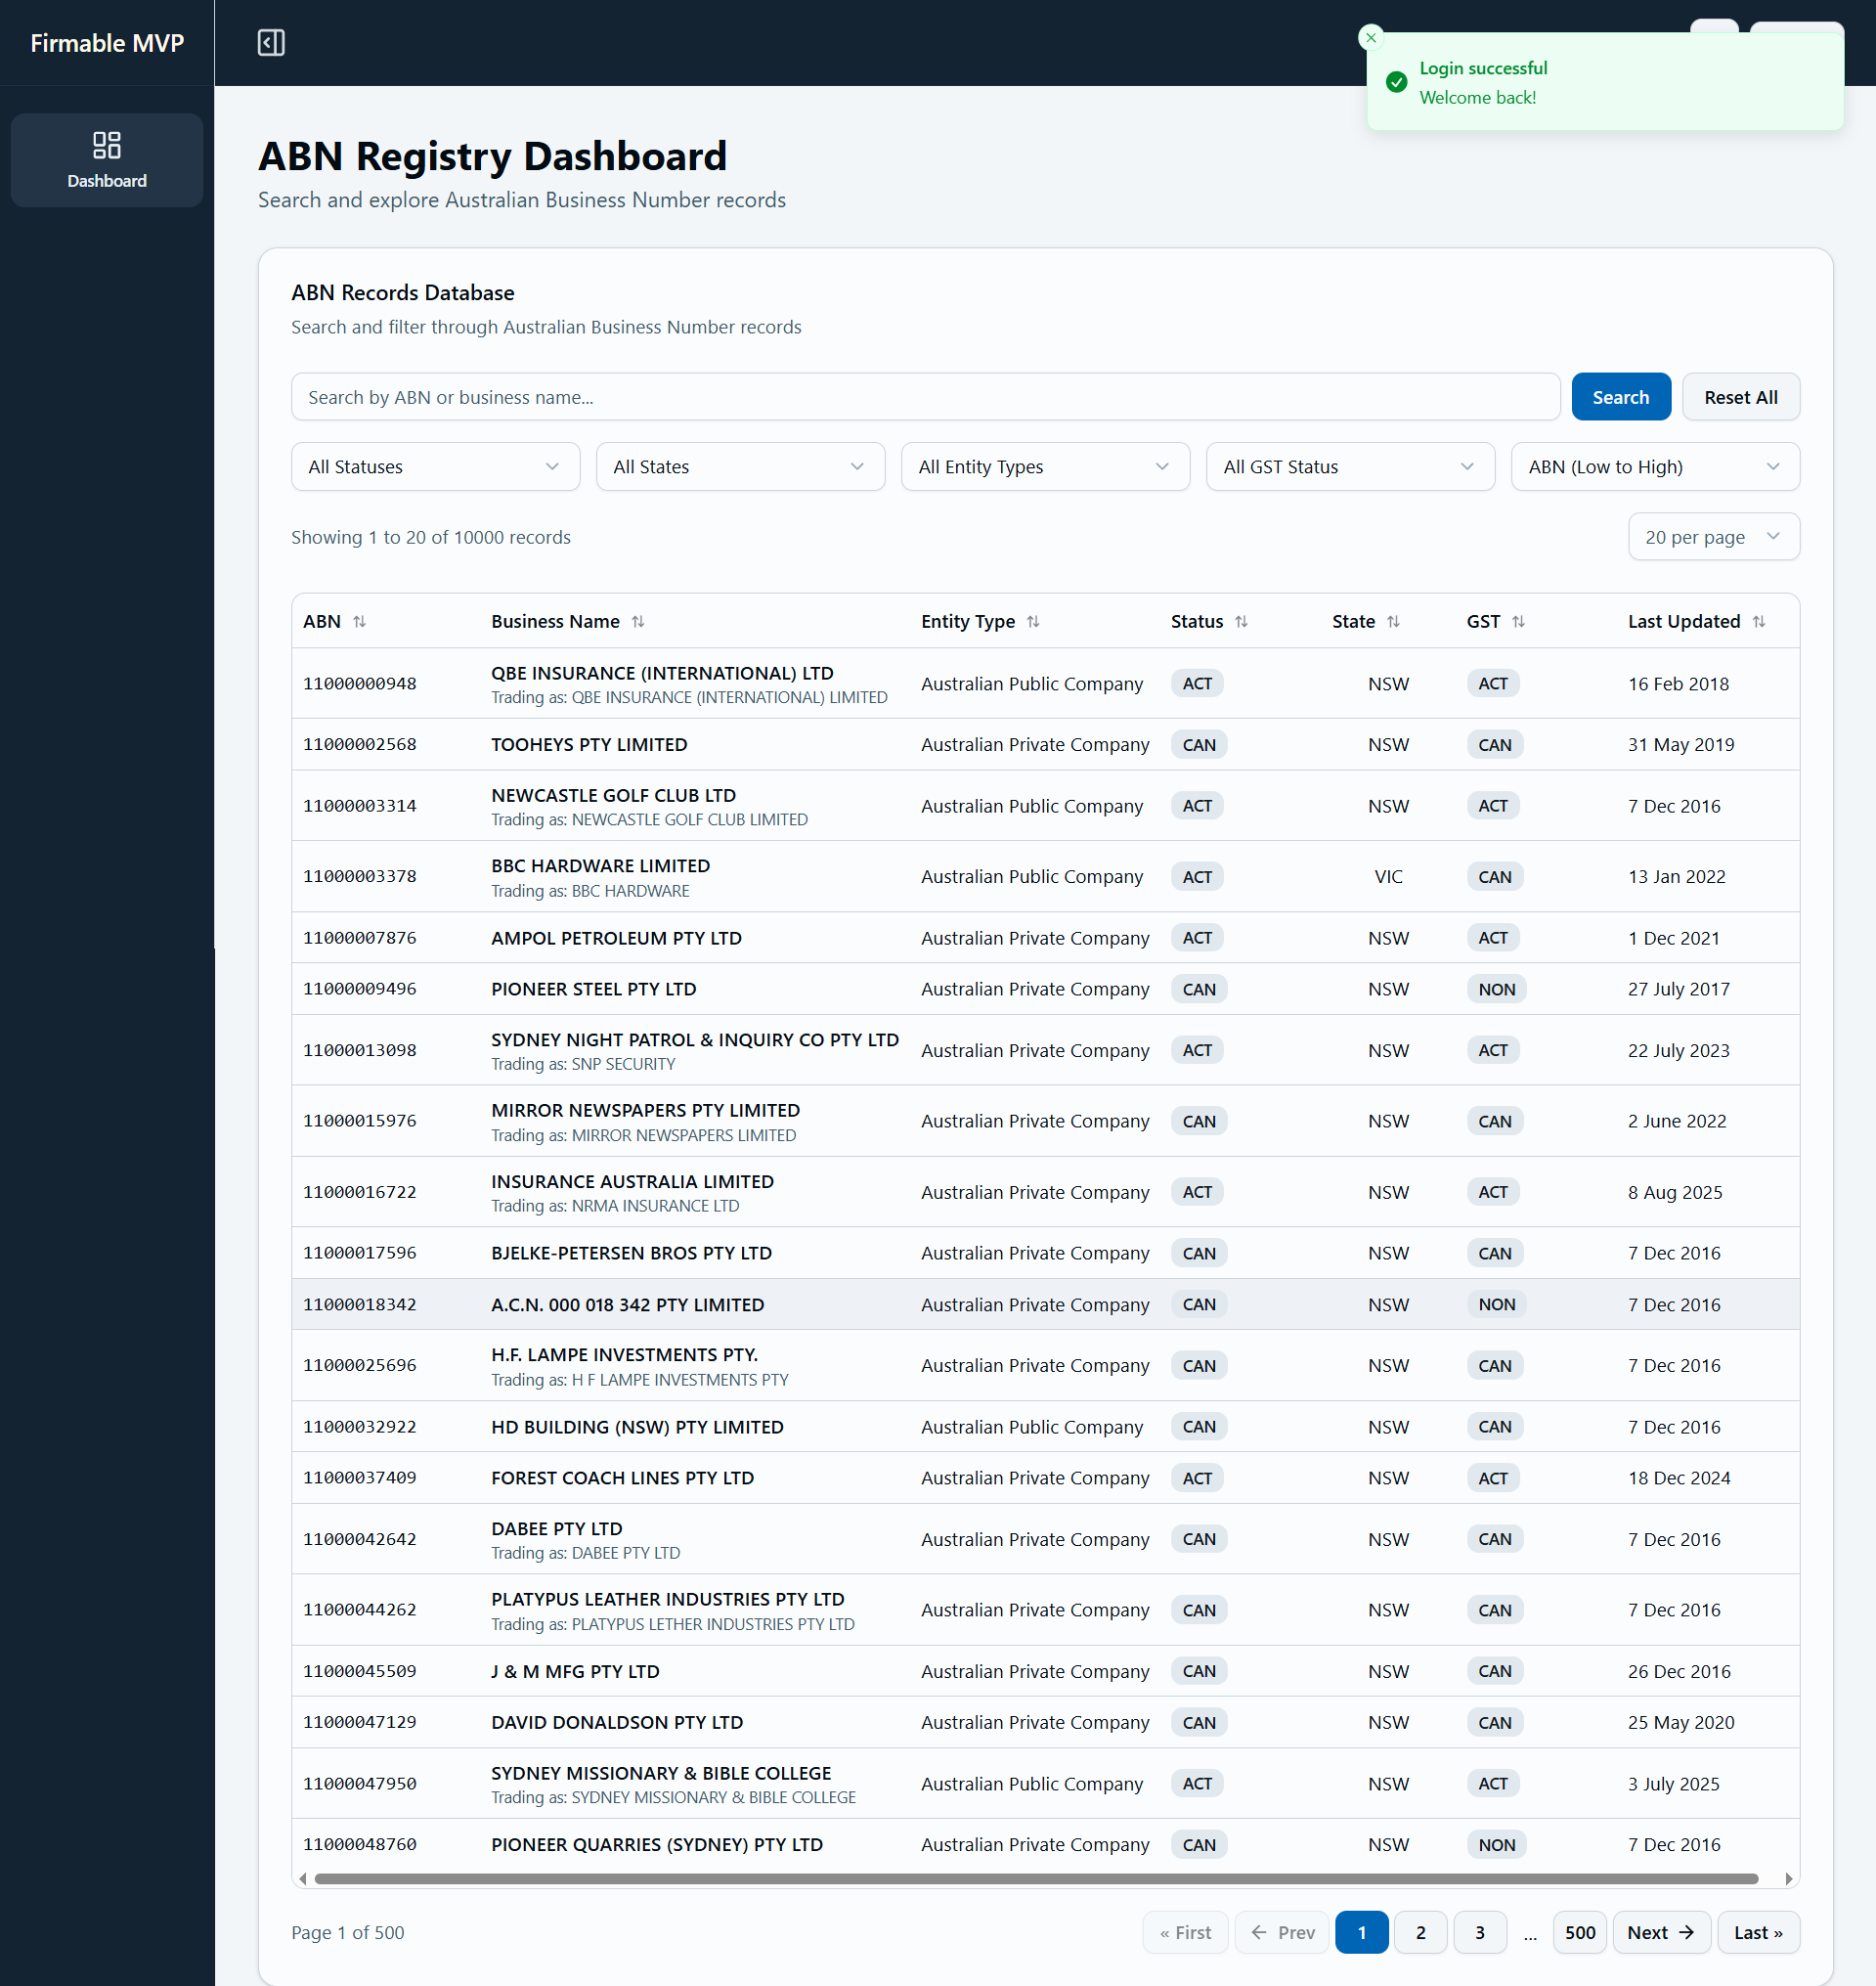 Firmable MVP
Login successful
Welcome back!
Dashboard
ABN Registry Dashboard
Search and explore Australian Business Number records
ABN Records Database
Search and filter through Australian Business Number records
Search by ABN or business name...
Search
Reset All
All Statuses
All States
All Entity Types
All GST Status
ABN (Low to High)
Showing 1 to 20 of 10000 records
20 per page
ABN Business Name Entity Type Status State GST Last Updated
11000000948 QBE INSURANCE (INTERNATIONAL) LTD Australian Public Company ACT NSW ACT 16 Feb 2018
Trading as: QBE INSURANCE (INTERNATIONAL) LIMITED
11000002568 TOOHEYS PTY LIMITED Australian Private Company CAN NSW CAN 31 May 2019
11000003314 NEWCASTLE GOLF CLUB LTD Australian Public Company ACT NSW ACT 7 Dec 2016
Trading as: NEWCASTLE GOLF CLUB LIMITED
11000003378 BBC HARDWARE LIMITED Australian Public Company ACT VIC CAN 13 Jan 2022
Trading as: BBC HARDWARE
11000007876 AMPOL PETROLEUM PTY LTD Australian Private Company ACT NSW ACT 1 Dec 2021
11000009496 PIONEER STEEL PTY LTD Australian Private Company CAN NSW NON 27 July 2017
11000013098 SYDNEY NIGHT PATROL & INQUIRY CO PTY LTD Australian Private Company ACT NSW ACT 22 July 2023
Trading as: SNP SECURITY
11000015976 MIRROR NEWSPAPERS PTY LIMITED Australian Private Company CAN NSW CAN 2 June 2022
Trading as: MIRROR NEWSPAPERS LIMITED
11000016722 INSURANCE AUSTRALIA LIMITED Australian Private Company ACT NSW ACT 8 Aug 2025
Trading as: NRMA INSURANCE LTD
11000017596 BJELKE-PETERSEN BROS PTY LTD Australian Private Company CAN NSW CAN 7 Dec 2016
11000018342 A.C.N. 000 018 342 PTY LIMITED Australian Private Company CAN NSW NON 7 Dec 2016
11000025696 H.F. LAMPE INVESTMENTS PTY. Australian Private Company CAN NSW CAN 7 Dec 2016
Trading as: H F LAMPE INVESTMENTS PTY
11000032922 HD BUILDING (NSW) PTY LIMITED Australian Public Company CAN NSW CAN 7 Dec 2016
11000037409 FOREST COACH LINES PTY LTD Australian Private Company ACT NSW ACT 18 Dec 2024
11000042642 DABEE PTY LTD Australian Private Company CAN NSW CAN 7 Dec 2016
Trading as: DABEE PTY LTD
11000044262 PLATYPUS LEATHER INDUSTRIES PTY LTD Australian Private Company CAN NSW CAN 7 Dec 2016
Trading as: PLATYPUS LETHER INDUSTRIES PTY LTD
11000045509 J & M MFG PTY LTD Australian Private Company CAN NSW CAN 26 Dec 2016
11000047129 DAVID DONALDSON PTY LTD Australian Private Company CAN NSW CAN 25 May 2020
11000047950 SYDNEY MISSIONARY & BIBLE COLLEGE Australian Public Company ACT NSW ACT 3 July 2025
Trading as: SYDNEY MISSIONARY & BIBLE COLLEGE
11000048760 PIONEER QUARRIES (SYDNEY) PTY LTD Australian Private Company CAN NSW NON 7 Dec 2016
Page 1 of 500
« First ← Prev 1 2 3 ... 500 Next → Last »